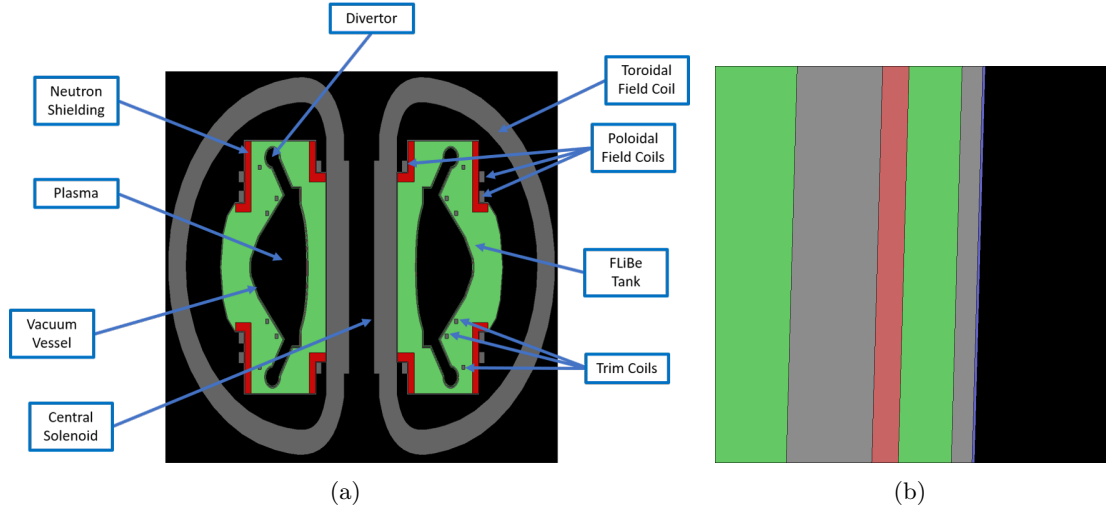 Divertor
Neutron
Shielding
Toroidal
Field Coil
Poloidal
Field Coils
Plasma
FLiBe
Tank
Vacuum
Vessel
Trim Coils
Central
Solenoid
(a)
(b)